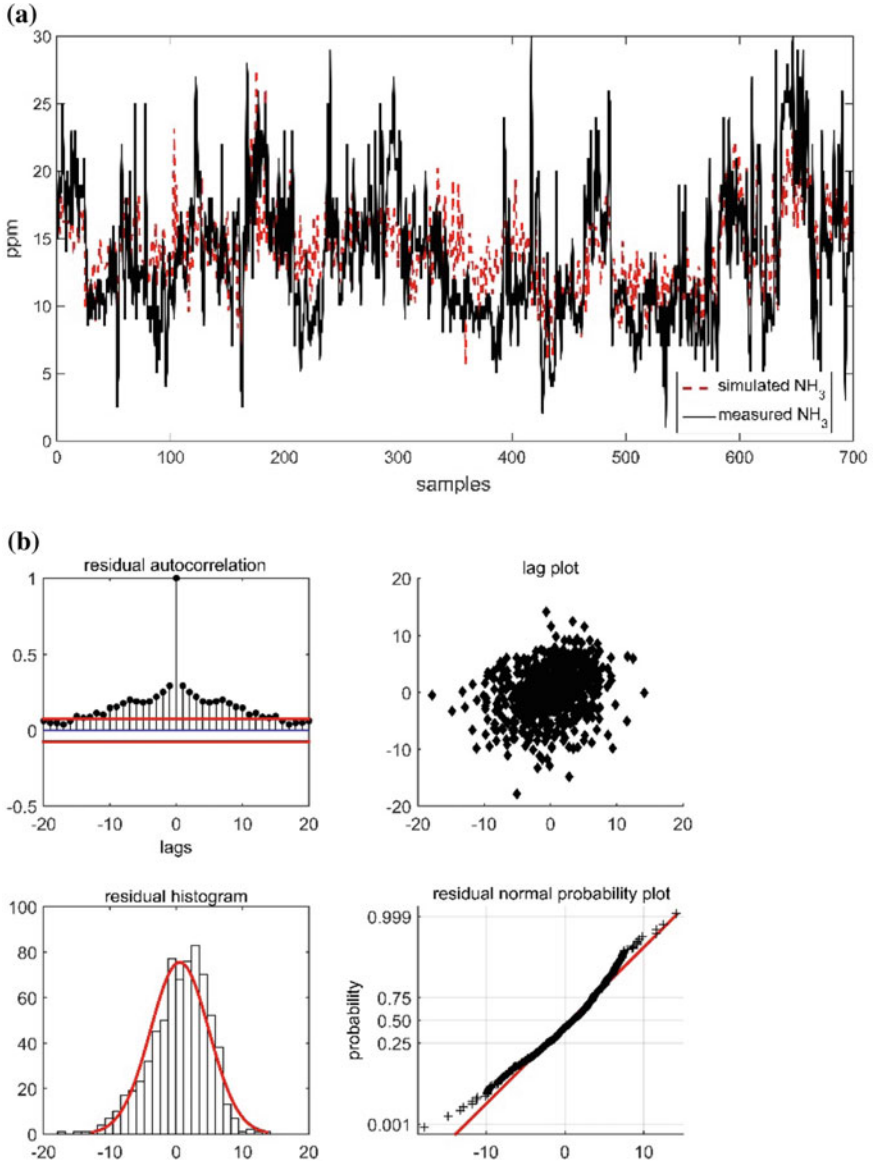 (a)
30
25
20
15
10
5
0
ppm
simulated NH3
measured NH3
0 100 200 300 400 500 600 700
samples
(b)
residual autocorrelation
1
0.5
0
-0.5
-20 -10 0 10 20
lags
lag plot
20
10
0
-10
-20
-20 -10 0 10 20
residual histogram
100
80
60
40
20
0
-20 -10 0 10 20
residual normal probability plot
0.999
0.75
0.50
0.25
0.001
probability
-10 0 10